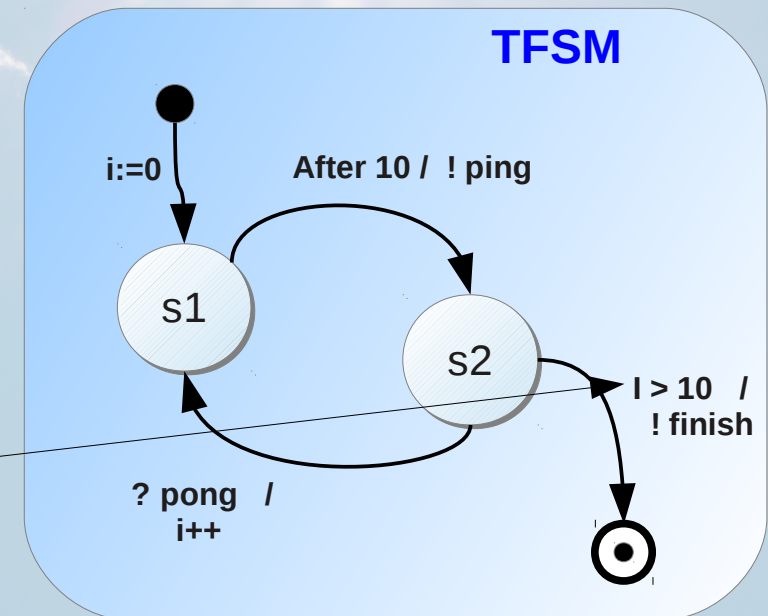 TFSM
i:=0
After 10 / ! ping
s1
s2
I > 10 /
! finish
? pong /
i++